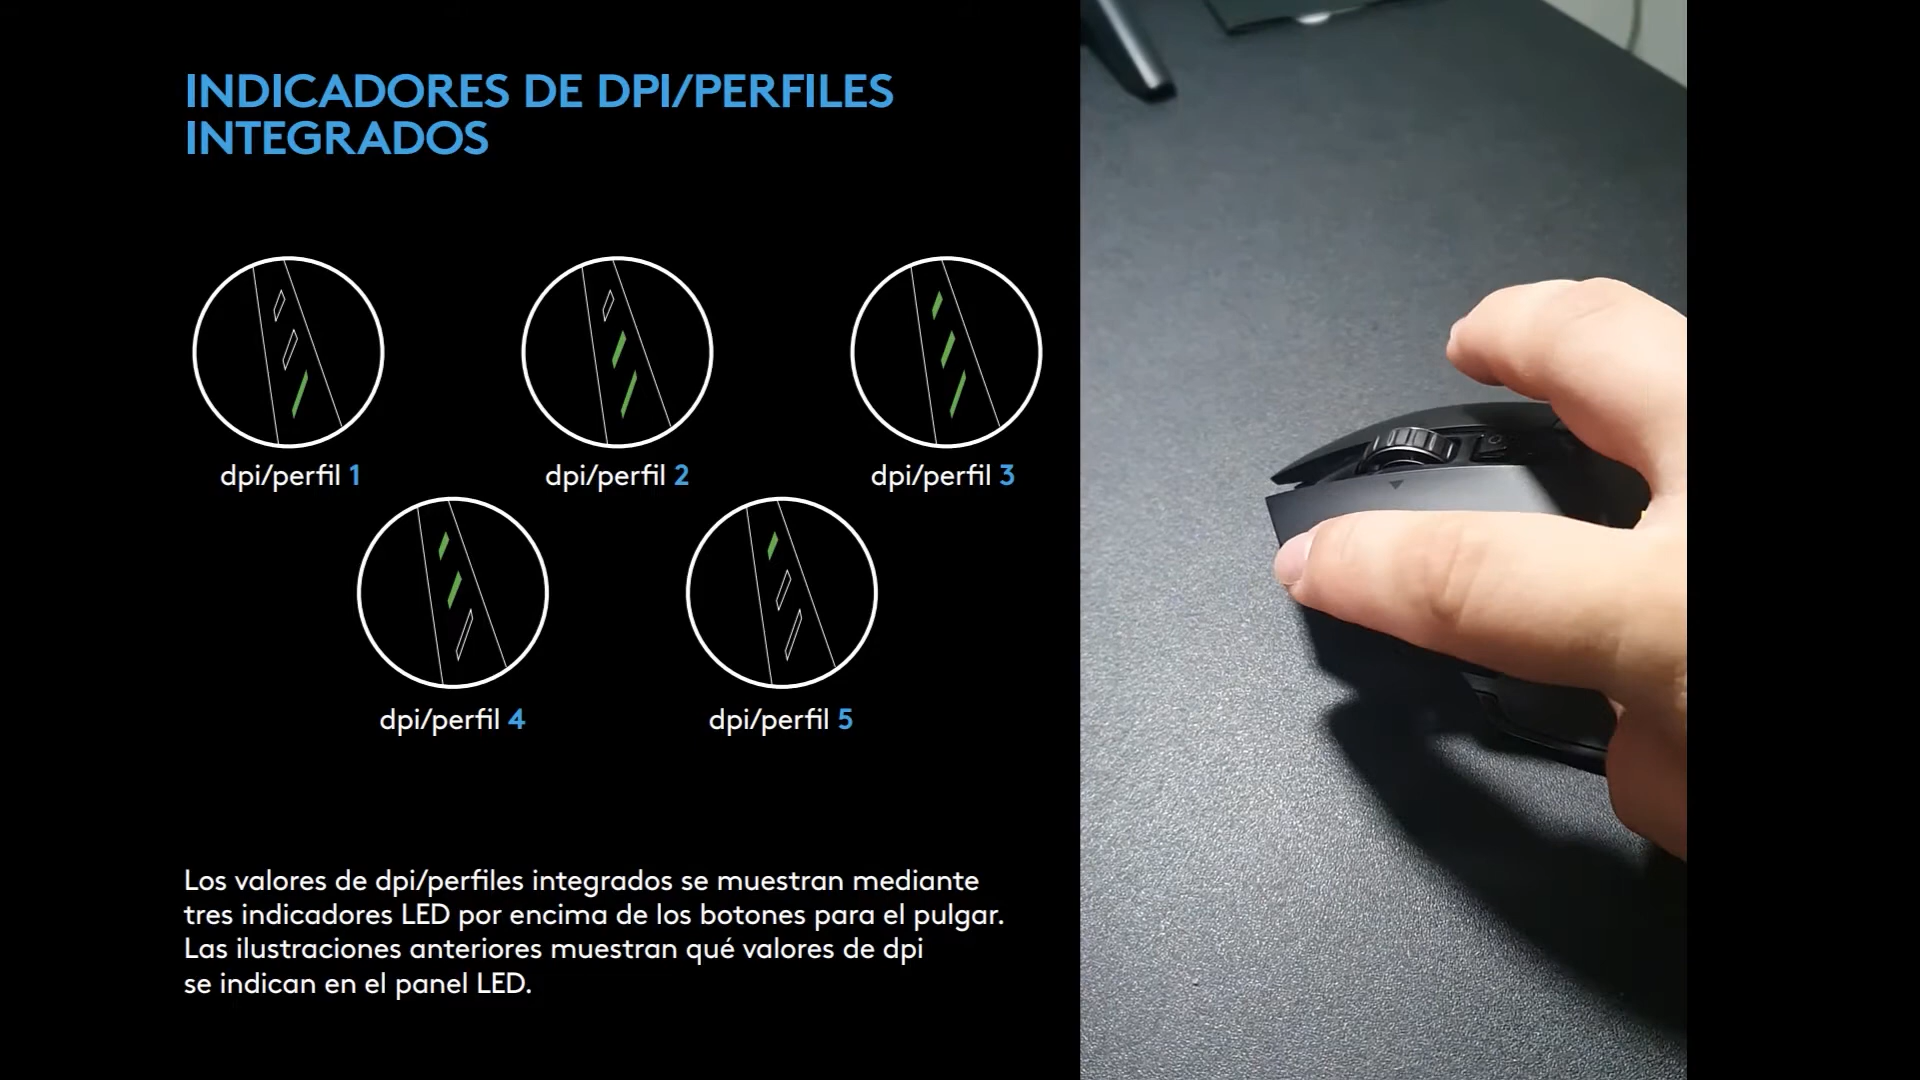 INDICADORES DE DPI/PERFILES
INTEGRADOS
dpi/perfil 1
dpi/perfil 2
dpi/perfil 3
dpi/perfil 4
dpi/perfil 5
Los valores de dpi/perfiles integrados se muestran mediante
tres indicadores LED por encima de los botones para el pulgar.
Las ilustraciones anteriores muestran qué valores de dpi
se indican en el panel LED.